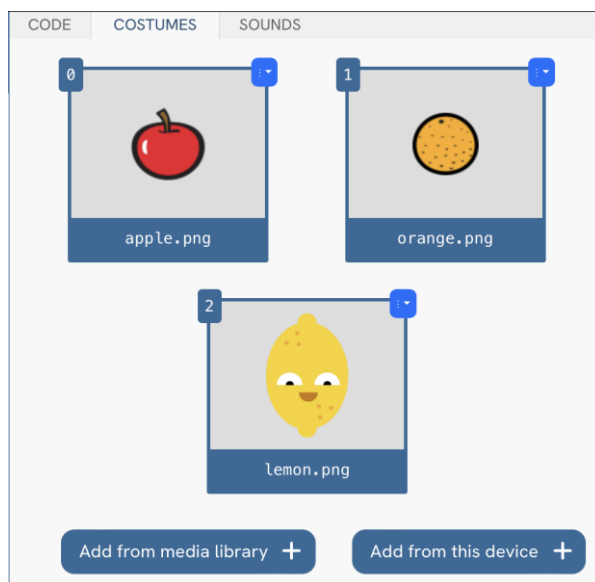 CODE COSTUMES SOUNDS
0
apple.png
1
orange.png
2
lemon.png
Add from media library +
Add from this device +